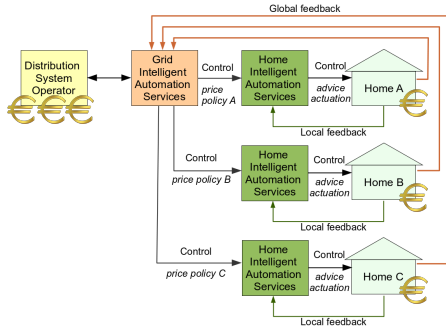 Global feedback
Distribution
System
Operator
Grid
Intelligent
Automation
Services
Control
price
policy A
Home
Intelligent
Automation
Services
Control
advice
actuation
Home A
Local feedback
Control
price policy B
Home
Intelligent
Automation
Services
Control
advice
actuation
Home B
Local feedback
Control
price policy C
Home
Intelligent
Automation
Services
Control
advice
actuation
Home C
Local feedback